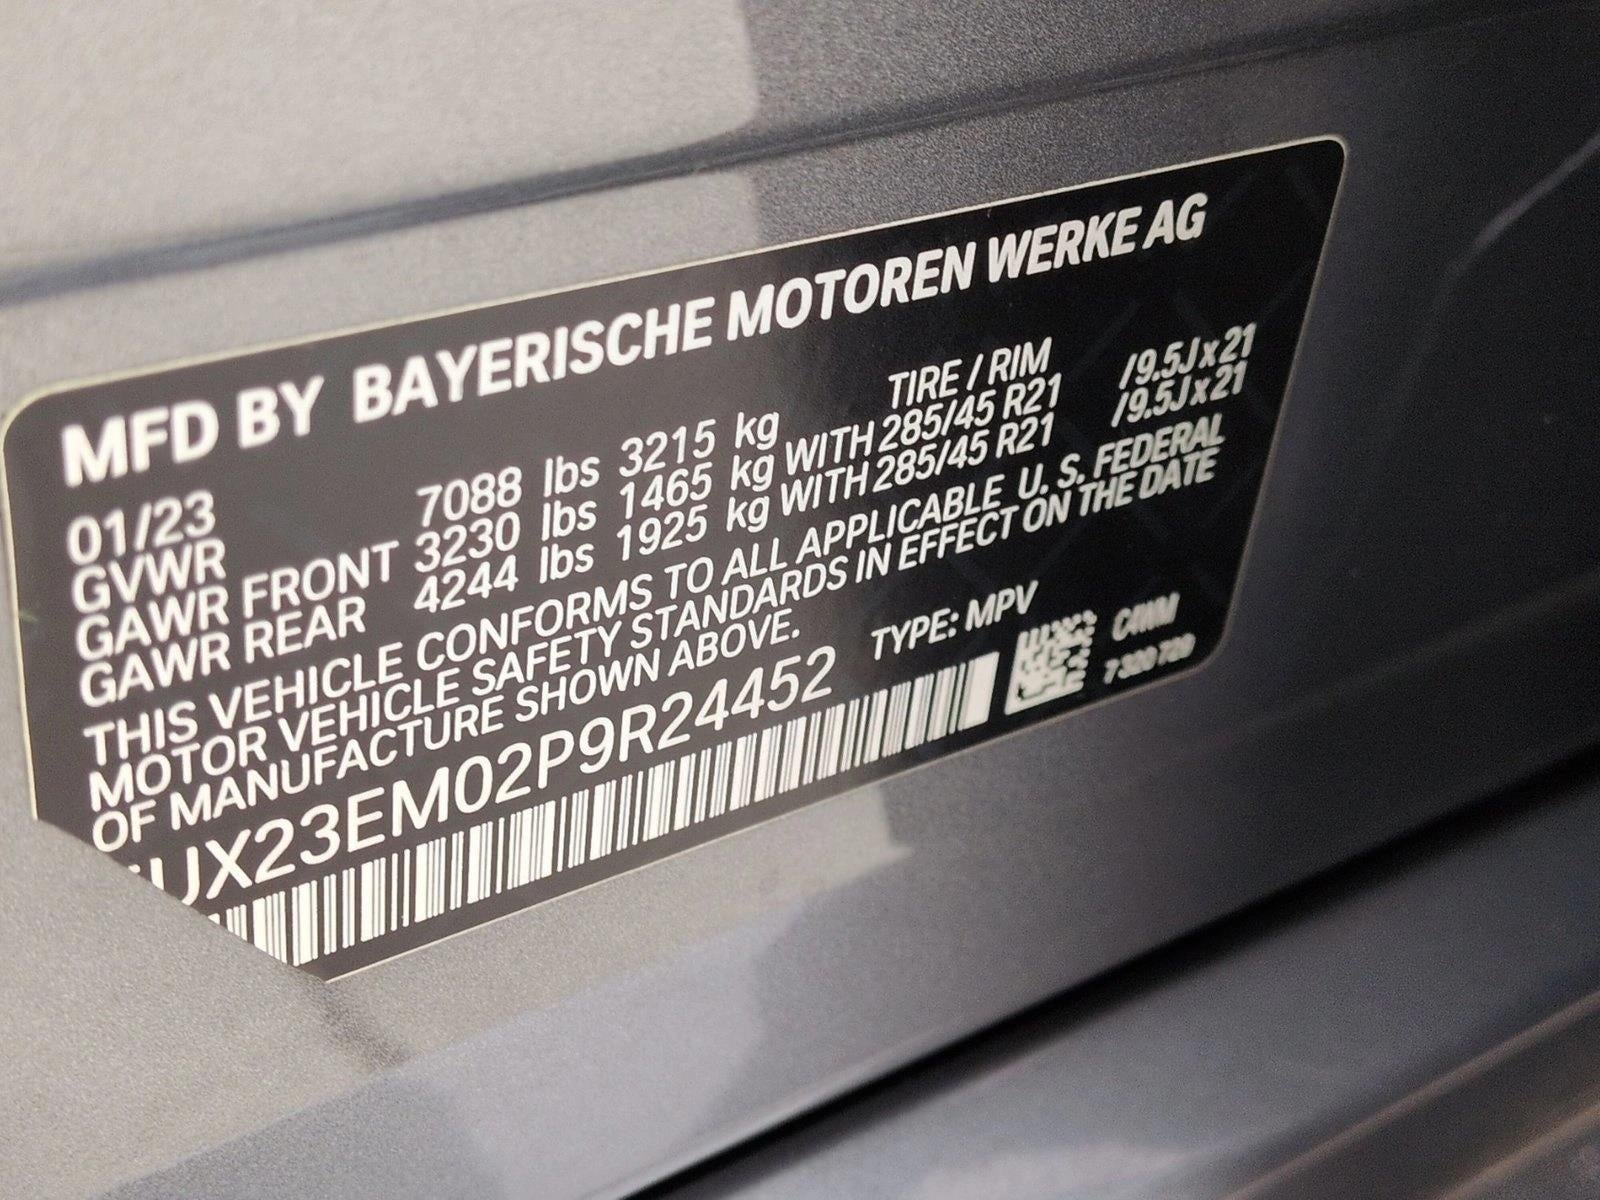 MFD BY BAYERISCHE MOTOREN WERKE AG
01/23 TIRE / RIM
GVWR 7088 lbs 3215 kg
GAWR FRONT 3230 lbs 1465 kg WITH 285/45 R21 /9.5J x 21
GAWR REAR 4244 lbs 1925 kg WITH 285/45 R21 /9.5J x 21
THIS VEHICLE CONFORMS TO ALL APPLICABLE U. S. FEDERAL
MOTOR VEHICLE SAFETY STANDARDS IN EFFECT ON THE DATE
OF MANUFACTURE SHOWN ABOVE.
UX23EM02P9R24452 TYPE: MPV
7 320 729